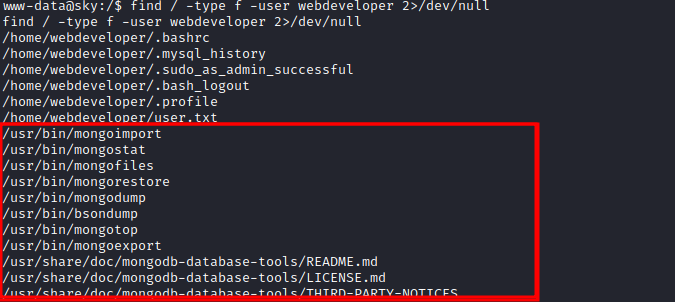 www-data@sky:/$ find / -type f -user webdeveloper 2>/dev/null
find / -type f -user webdeveloper 2>/dev/null
/home/webdeveloper/.bashrc
/home/webdeveloper/.mysql_history
/home/webdeveloper/.sudo_as_admin_successful
/home/webdeveloper/.bash_logout
/home/webdeveloper/.profile
/home/webdeveloper/user.txt
/usr/bin/mongoimport
/usr/bin/mongostat
/usr/bin/mongofiles
/usr/bin/mongorestore
/usr/bin/mongodump
/usr/bin/bsondump
/usr/bin/mongotop
/usr/bin/mongoexport
/usr/share/doc/mongodb-database-tools/README.md
/usr/share/doc/mongodb-database-tools/LICENSE.md
/usr/share/doc/mongodb-database-tools/THIRD-PARTY-NOTICES